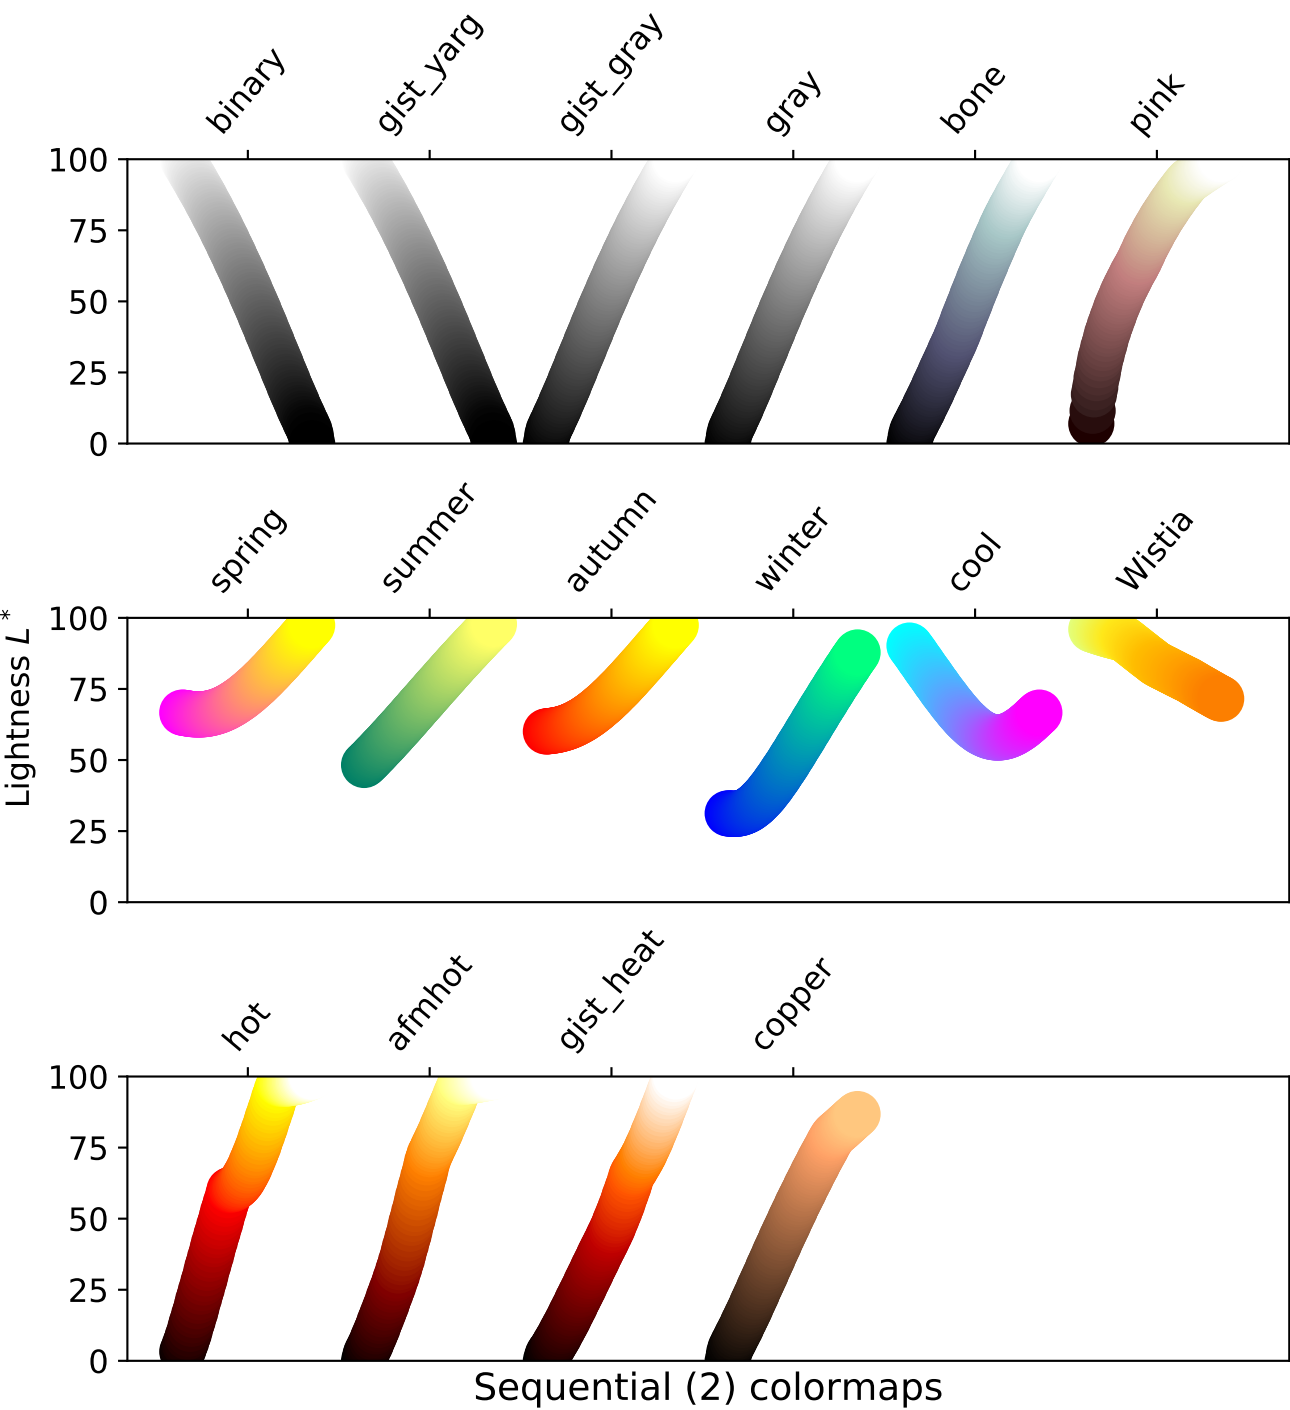 binary
gist_yarg
gist_gray
gray
bone
pink
100
75
50
25
0
spring
summer
autumn
winter
cool
Wistia
Lightness L*
100
75
50
25
0
hot
afmhot
gist_heat
copper
100
75
50
25
0
Sequential (2) colormaps